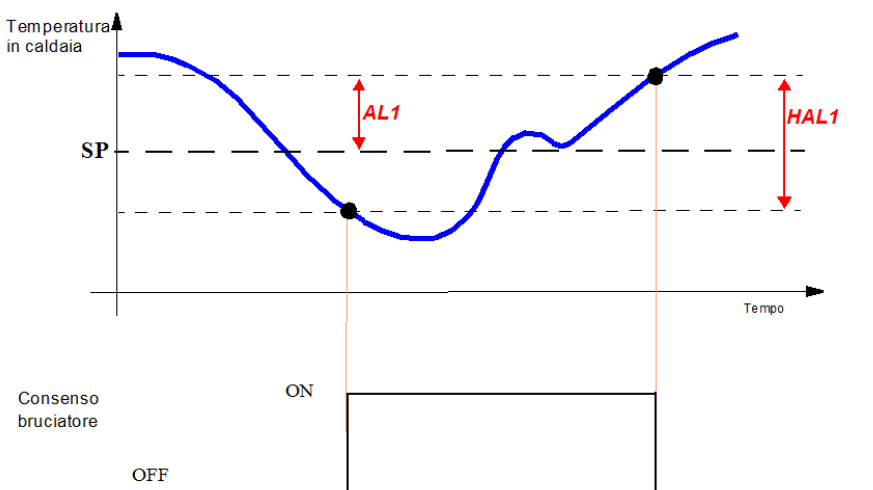 Temperatura
in caldaia
AL1
HAL1
SP
Tempo
ON
Consenso
bruciatore
OFF